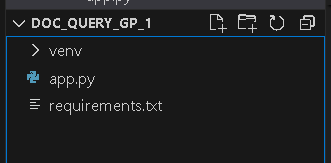 DOC_QUERY_GP_1
venv
app.py
requirements.txt